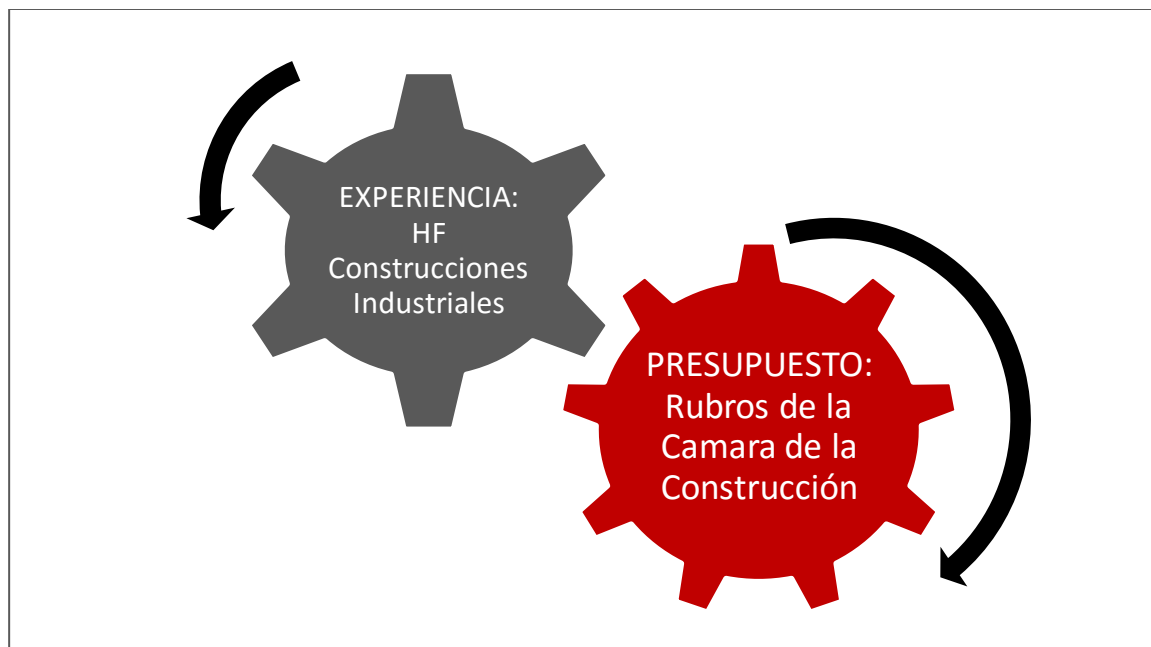 EXPERIENCIA:
HF
Construcciones
Industriales
PRESUPUESTO:
Rubros de la
Camara de la
Construcción